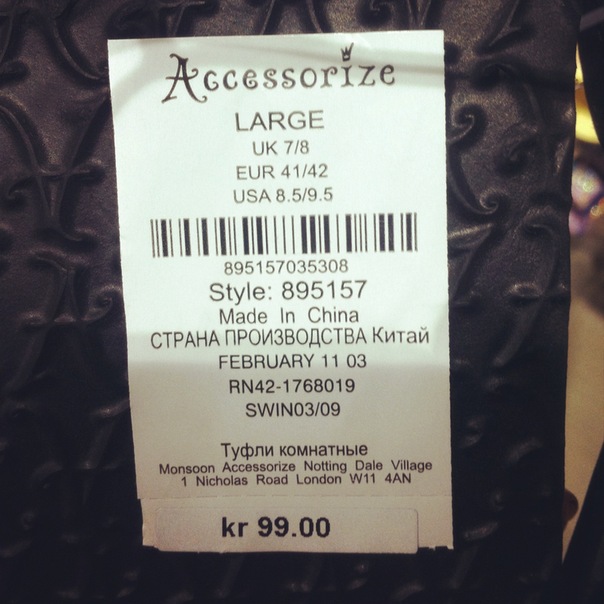 Accessorize
LARGE
UK 7/8
EUR 41/42
USA 8.5/9.5
895157035308
Style: 895157
Made In China
СТРАНА ПРОИЗВОДСТВА Китай
FEBRUARY 11 03
RN42-1768019
SWIN03/09
Туфли комнатные
Monsoon Accessorize Notting Dale Village
1 Nicholas Road London W11 4AN
kr 99.00